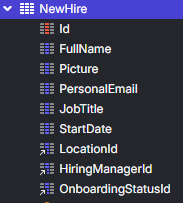 NewHire
Id
FullName
Picture
PersonalEmail
JobTitle
StartDate
LocationId
HiringManagerId
OnboardingStatusId